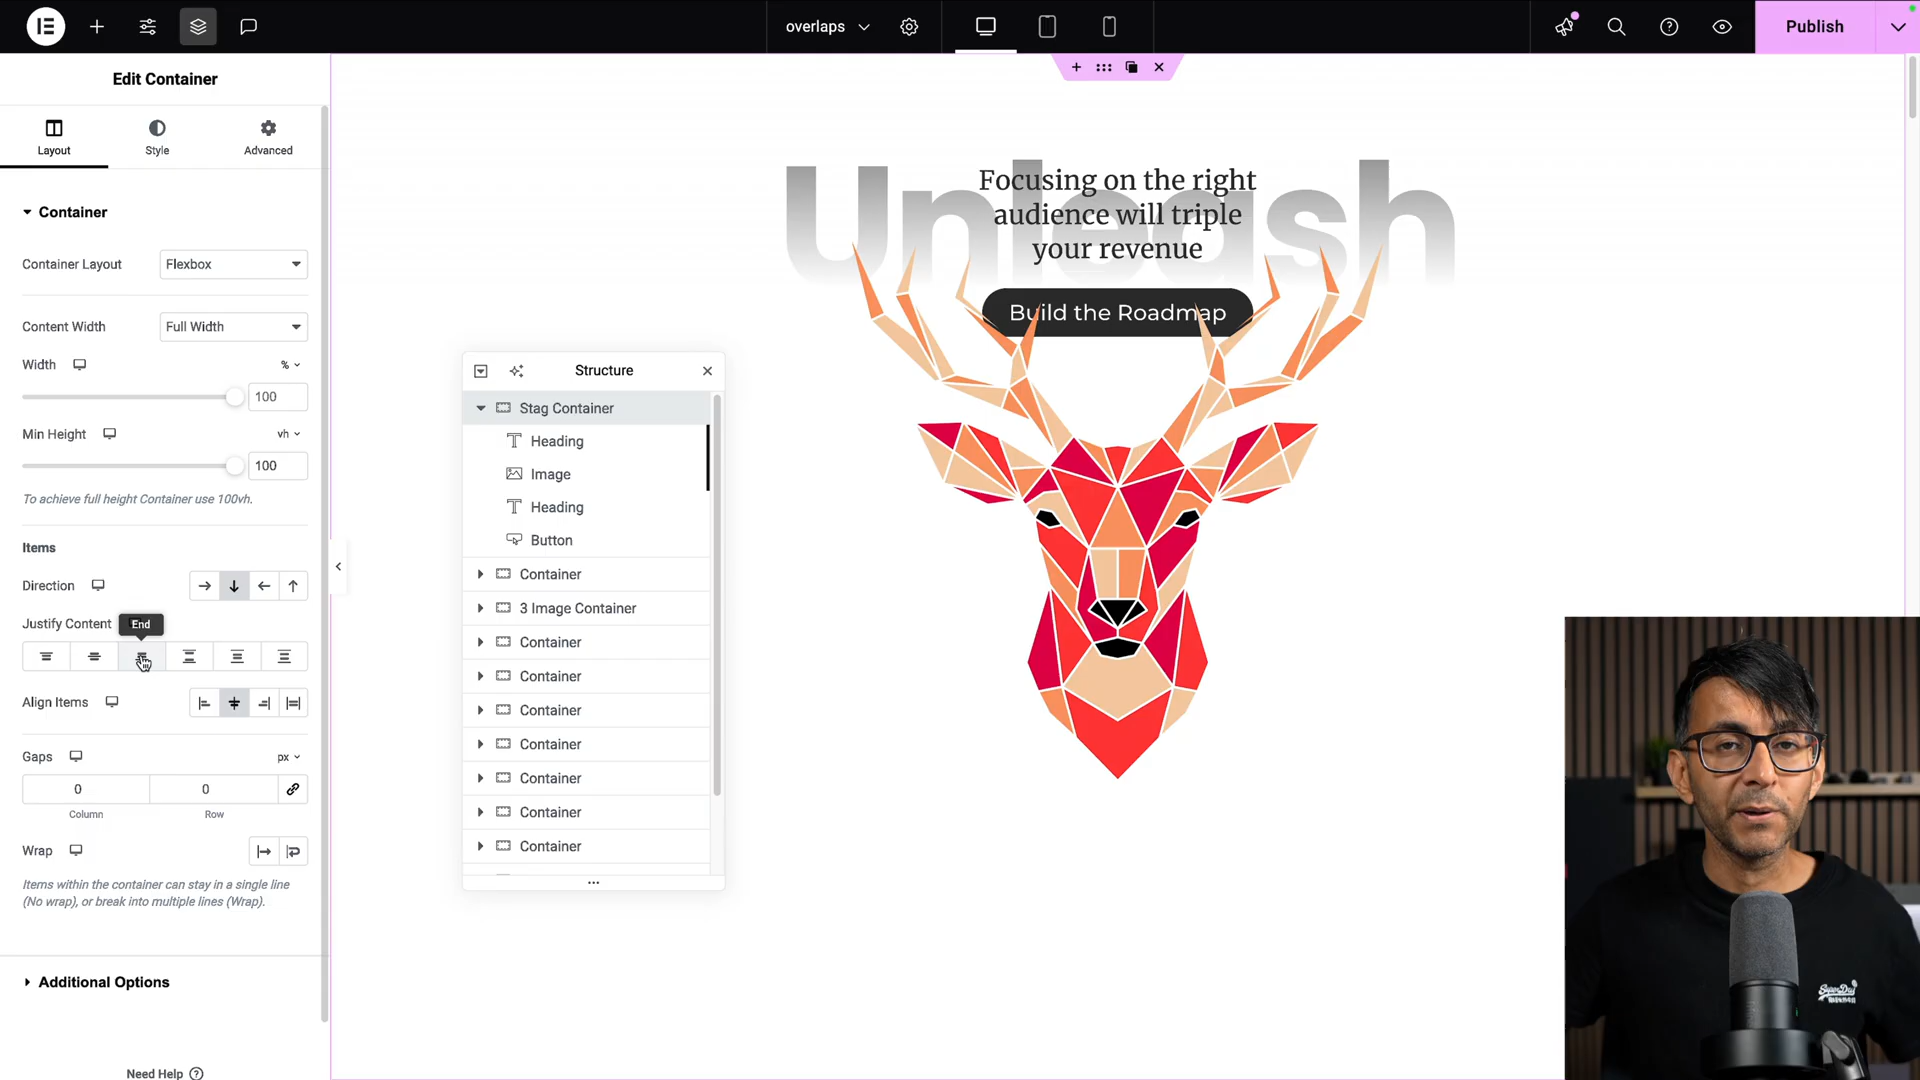 overlaps
Publish
Edit Container
Layout
Style
Advanced
Container
Container Layout
Flexbox
Content Width
Full Width
Width
%
100
Min Height
vh
100
To achieve full height Container use 100vh.
Items
Direction
Justify Content
End
Align Items
Gaps
px
0
0
Column
Row
Wrap
Items within the container can stay in a single line
(No wrap), or break into multiple lines (Wrap).
Additional Options
Need Help
Structure
Stag Container
Heading
Image
Heading
Button
Container
3 Image Container
Container
Container
Container
Container
Container
Container
Container
Unleash
Focusing on the right
audience will triple
your revenue
Build the Roadmap